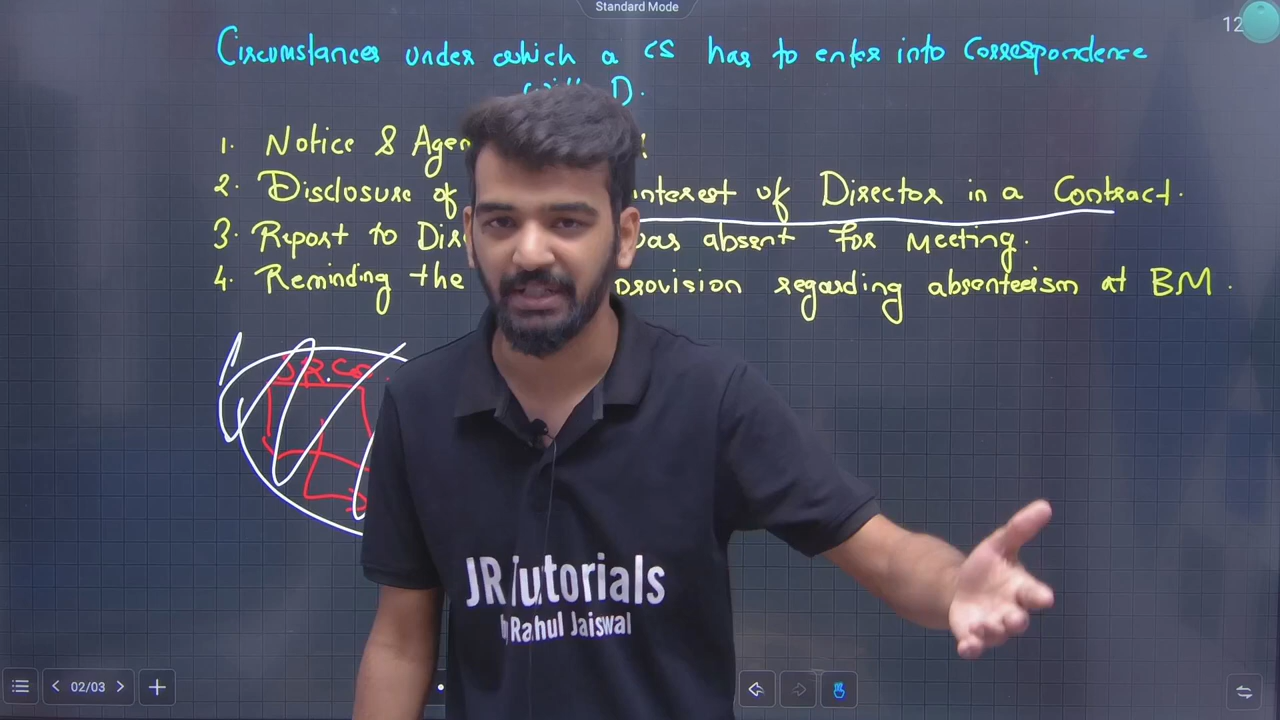 Standard Mode
12
Circumstances under which a CS has to enter into Correspondence
D.
1. Notice & Agen
2. Disclosure of interest of Director in a Contract.
3. Report to Dir was absent for Meeting.
4. Reminding the provision regarding absenteeism at BM.
JR.
JR Tutorials
by Rahul Jaiswal
02/03